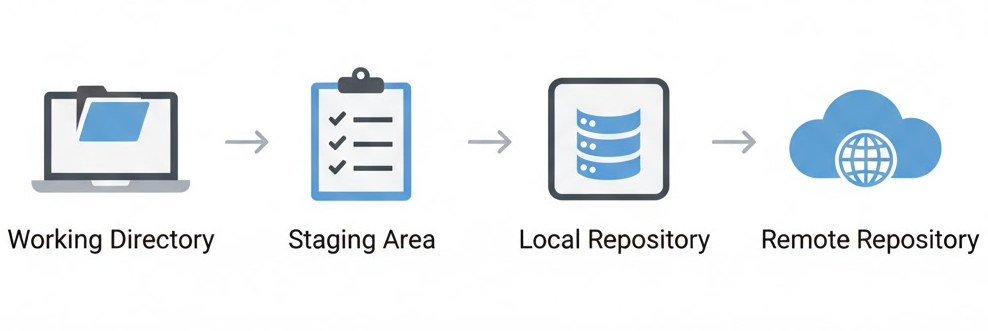 Working Directory
Staging Area
Local Repository
Remote Repository